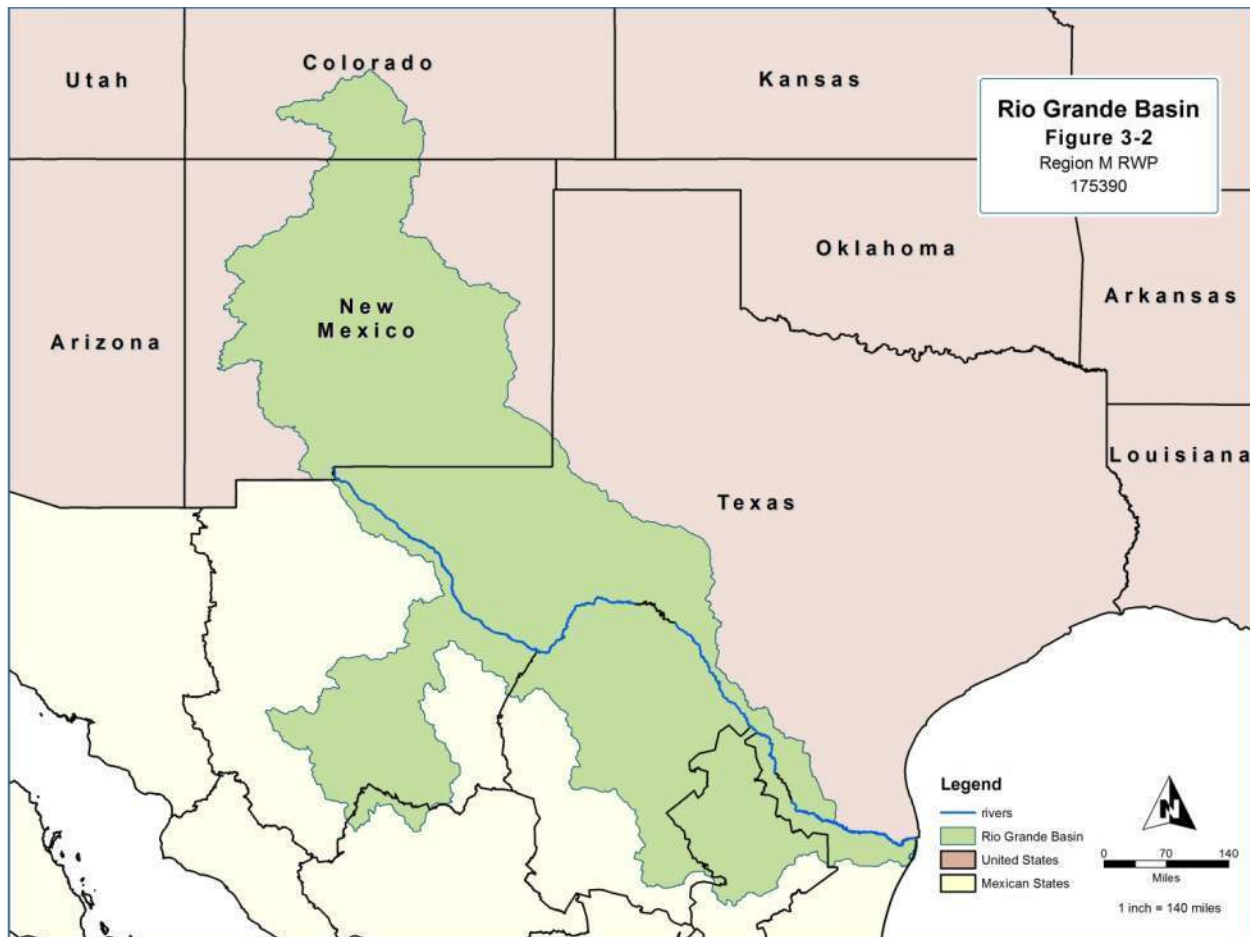 Utah
Colorado
Kansas
Rio Grande Basin
Figure 3-2
Region M RWP
175390
Oklahoma
Arkansas
New
Mexico
Arizona
Louisiana
Texas
Legend
rivers
Rio Grande Basin
United States
Mexican States
N
0 70 140
Miles
1 inch = 140 miles